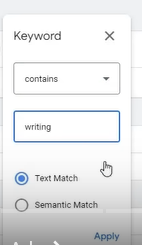 Keyword
contains
writing
Text Match
Semantic Match
Apply